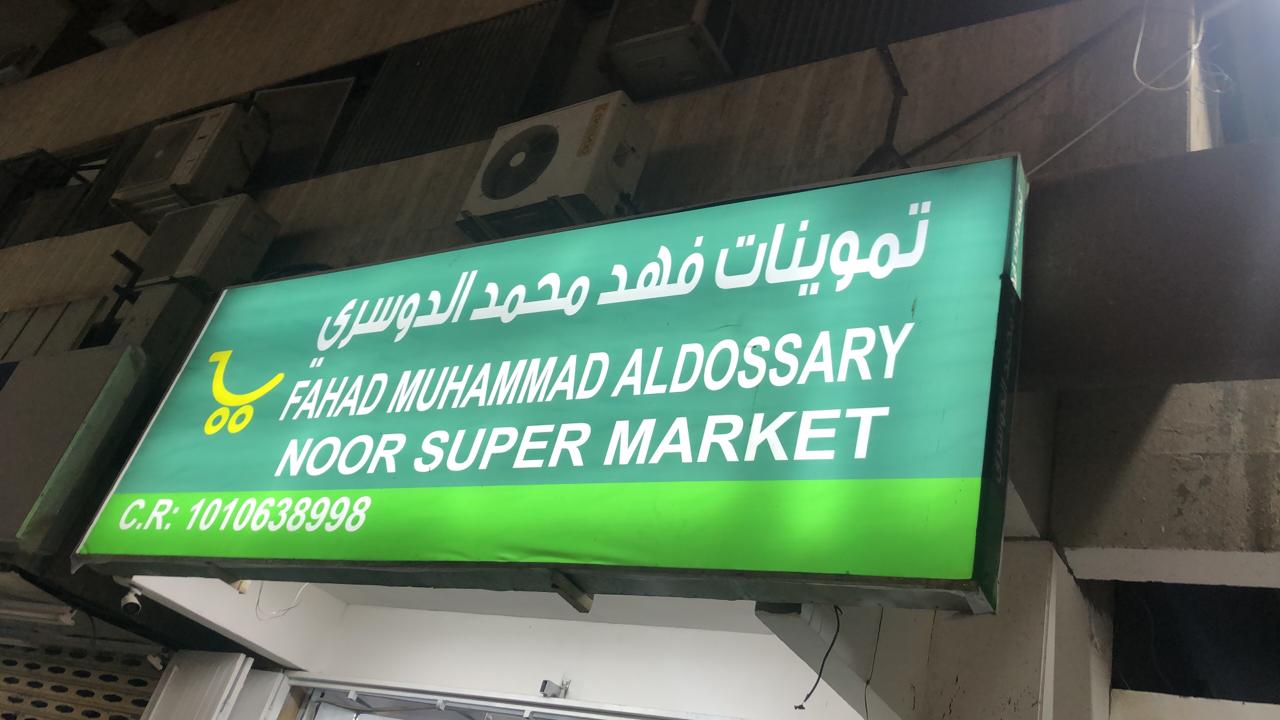 تموينات فهد محمد الدوسري
FAHAD MUHAMMAD ALDOSSARY
NOOR SUPER MARKET
C.R: 1010638998